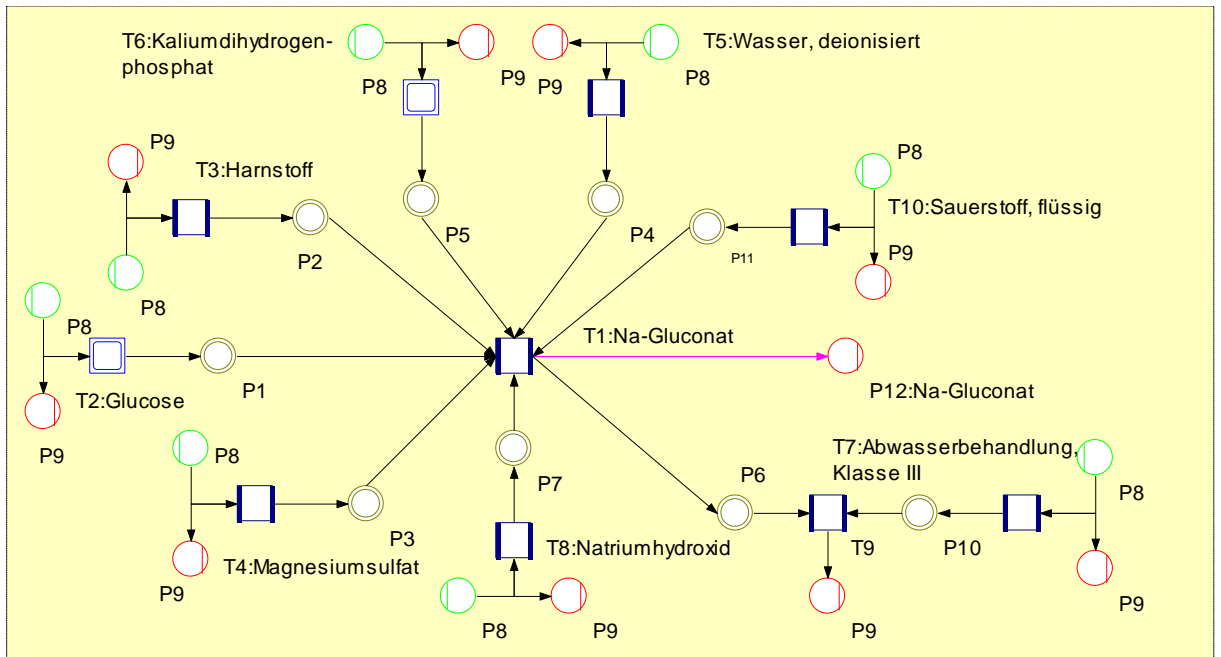 T6:Kaliumdihydrogen-
phosphat
P8
P9
P9
P8
T5:Wasser, deionisiert
P9
T3:Harnstoff
P8
P5
P4
T10:Sauerstoff, flüssig
P2
P11
P9
P8
P8
T1:Na-Gluconat
T2:Glucose
P1
P12:Na-Gluconat
P9
P8
T7:Abwasserbehandlung,
Klasse III
P7
P6
P8
P3
T8:Natriumhydroxid
T9
P10
T4:Magnesiumsulfat
P9
P8
P9
P9
P9